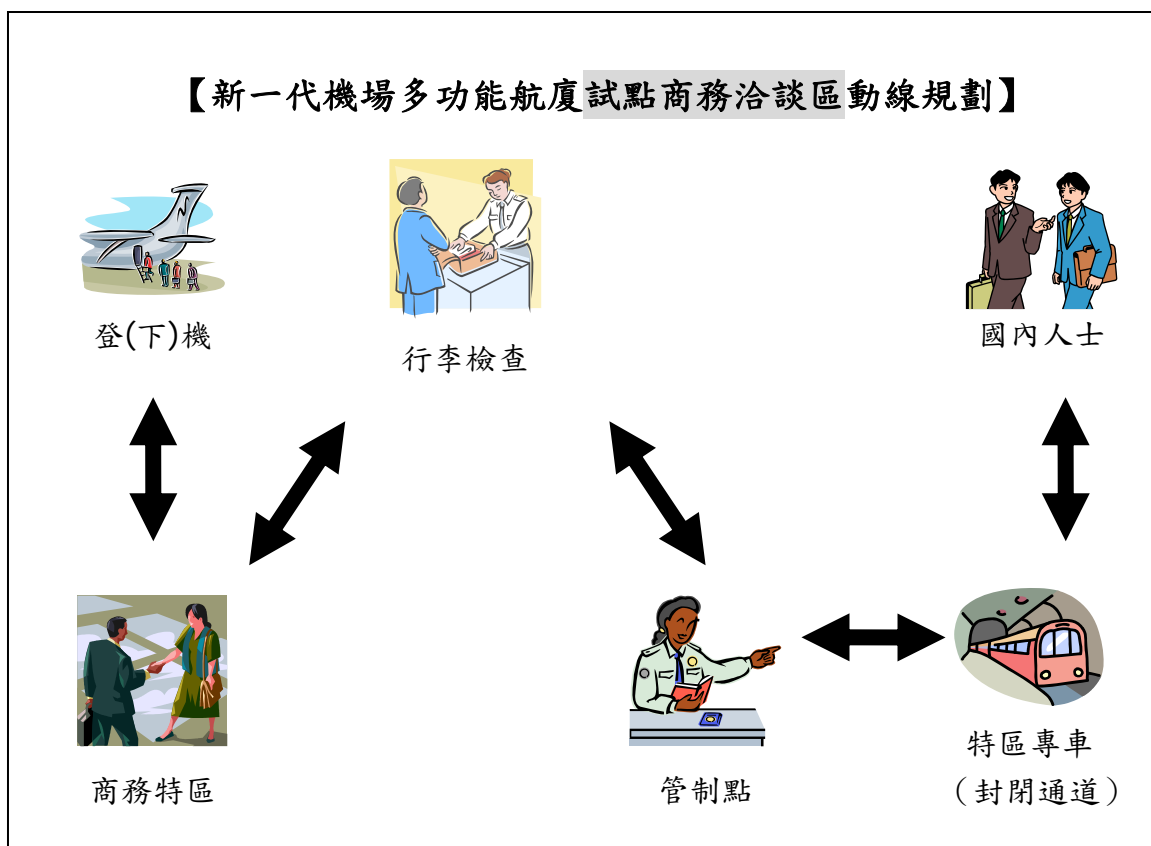 【新一代機場多功能航廈試點商務洽談區動線規劃】
登(下)機
行李檢查
國內人士
商務特區
管制點
特區專車
（封閉通道）